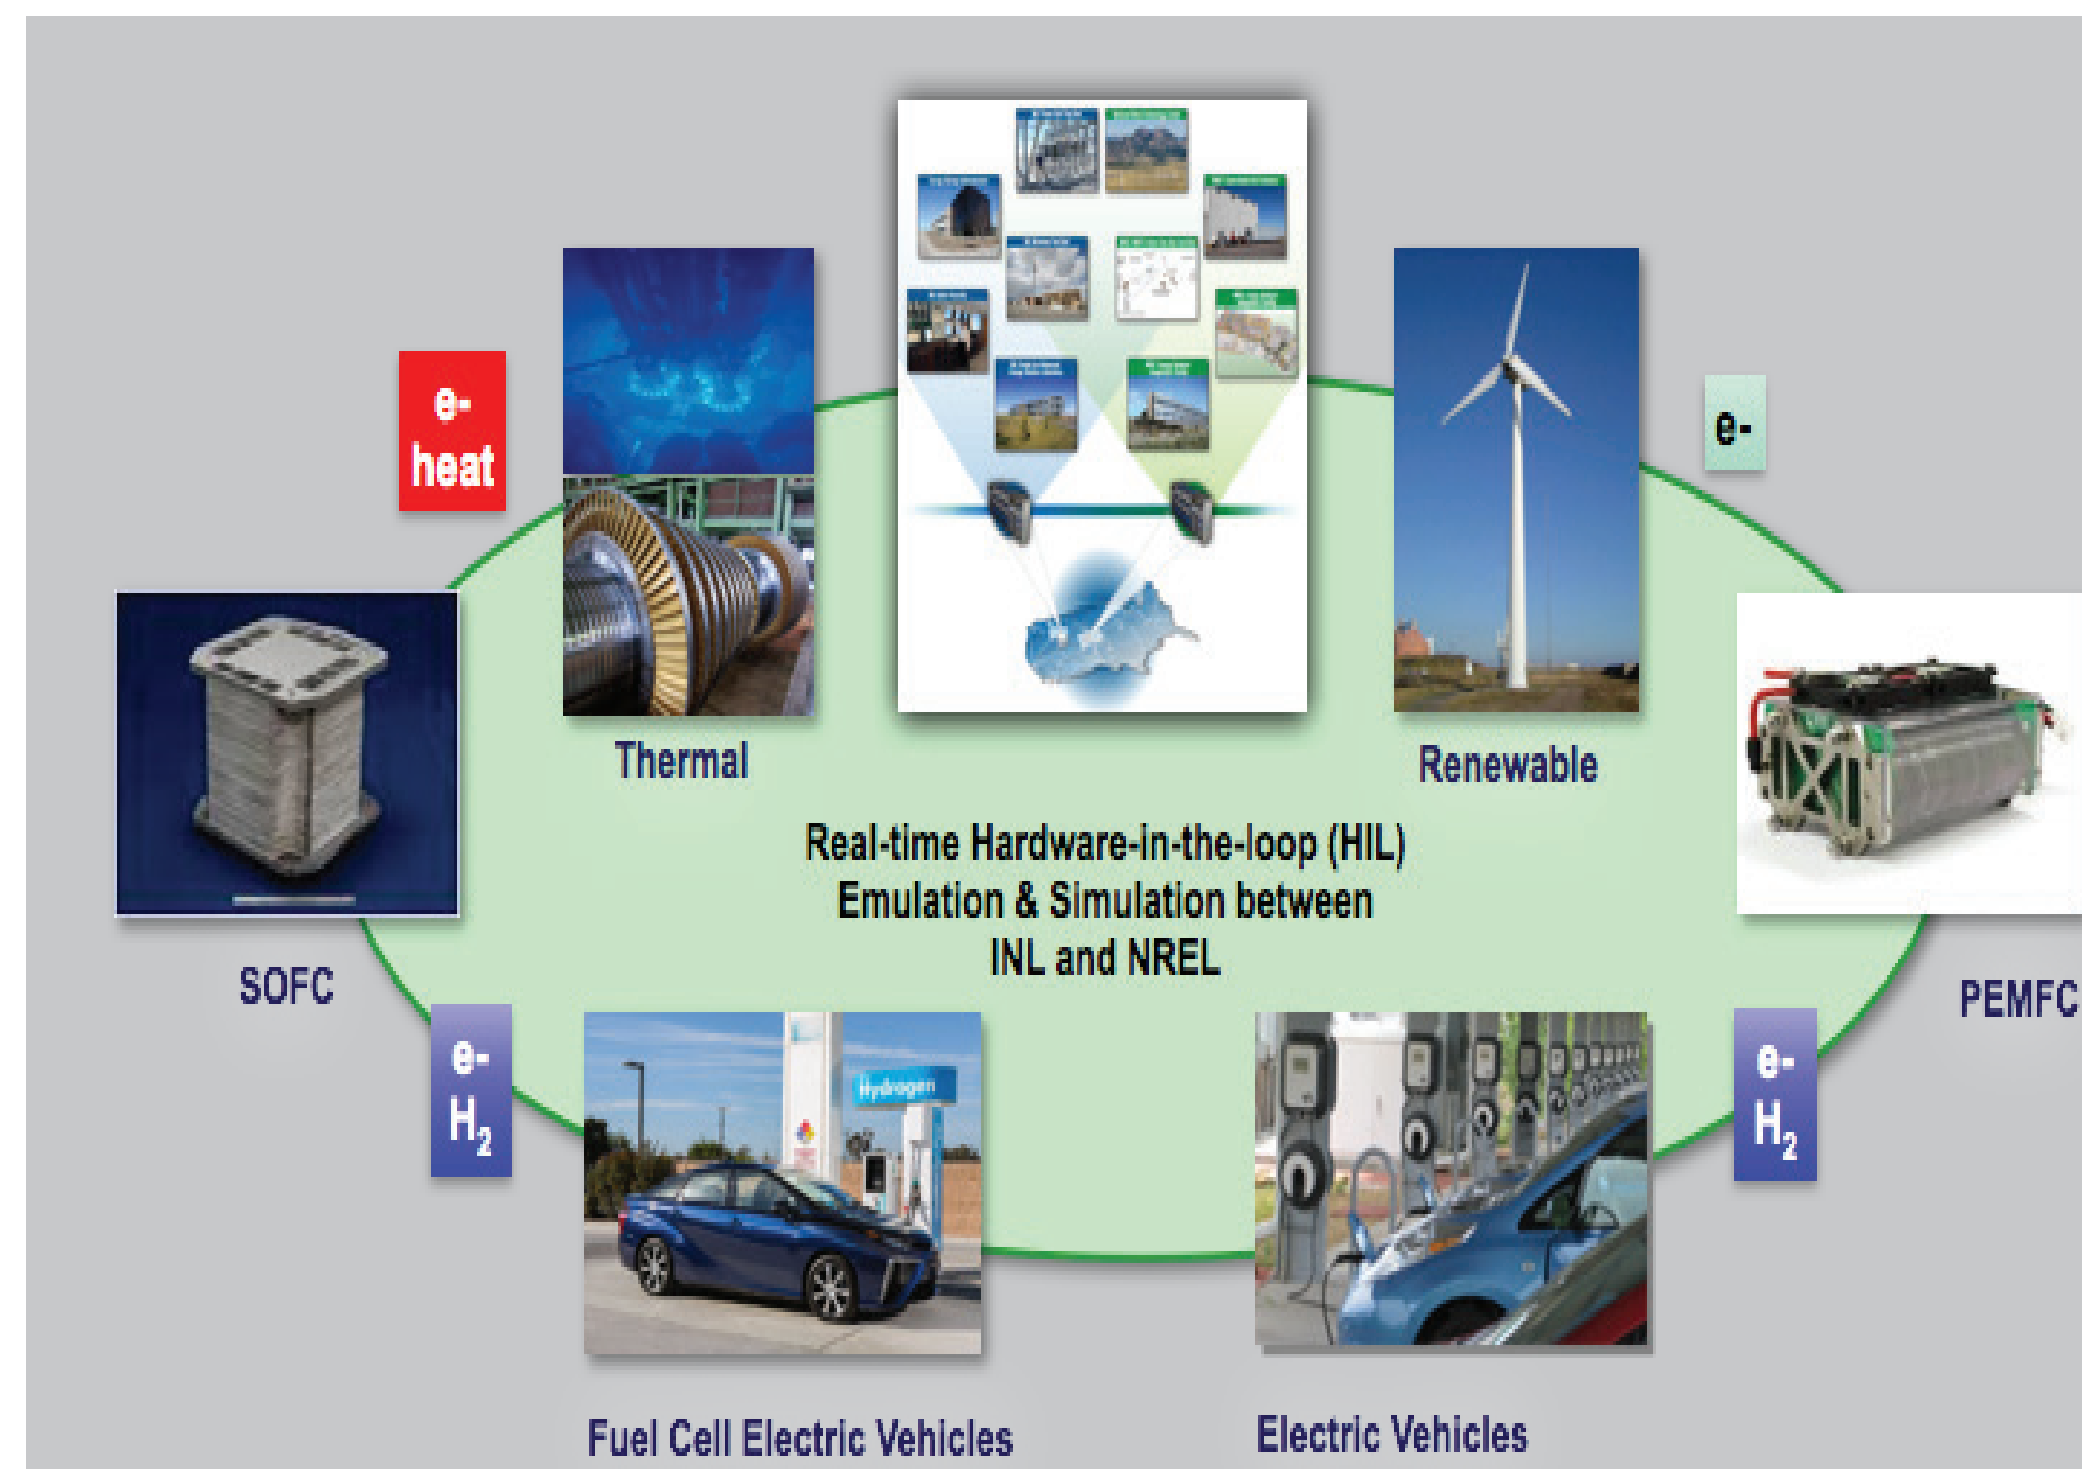 e-
heat
e-
Thermal
Renewable
Real-time Hardware-in-the-loop (HIL)
Emulation & Simulation between
INL and NREL
SOFC
PEMFC
e-
H₂
Hydrogen
e-
H₂
Fuel Cell Electric Vehicles
Electric Vehicles